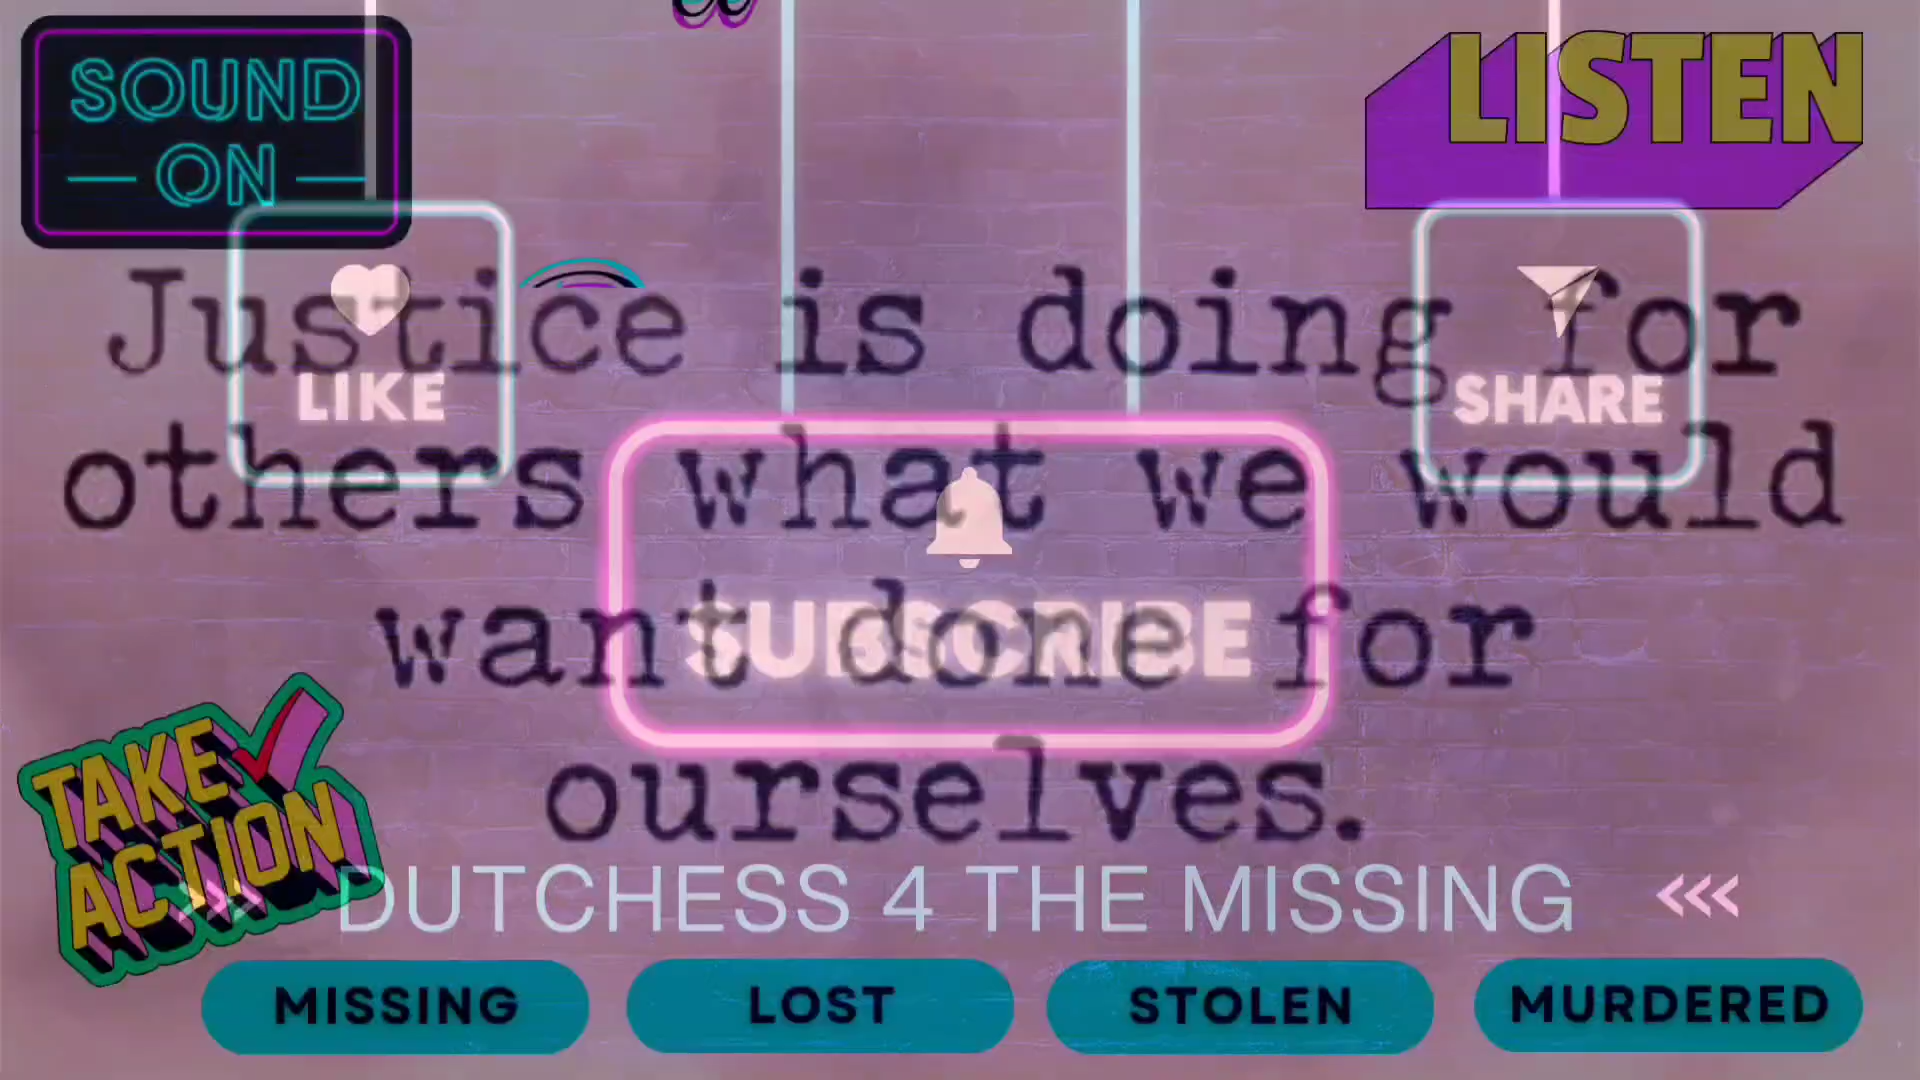 SOUND
ON
LISTEN
Justice is doing for
others what we would
want done for
ourselves.
LIKE
SHARE
SUBSCRIBE
TAKE
ACTION
DUTCHESS 4 THE MISSING <<<
MISSING
LOST
STOLEN
MURDERED